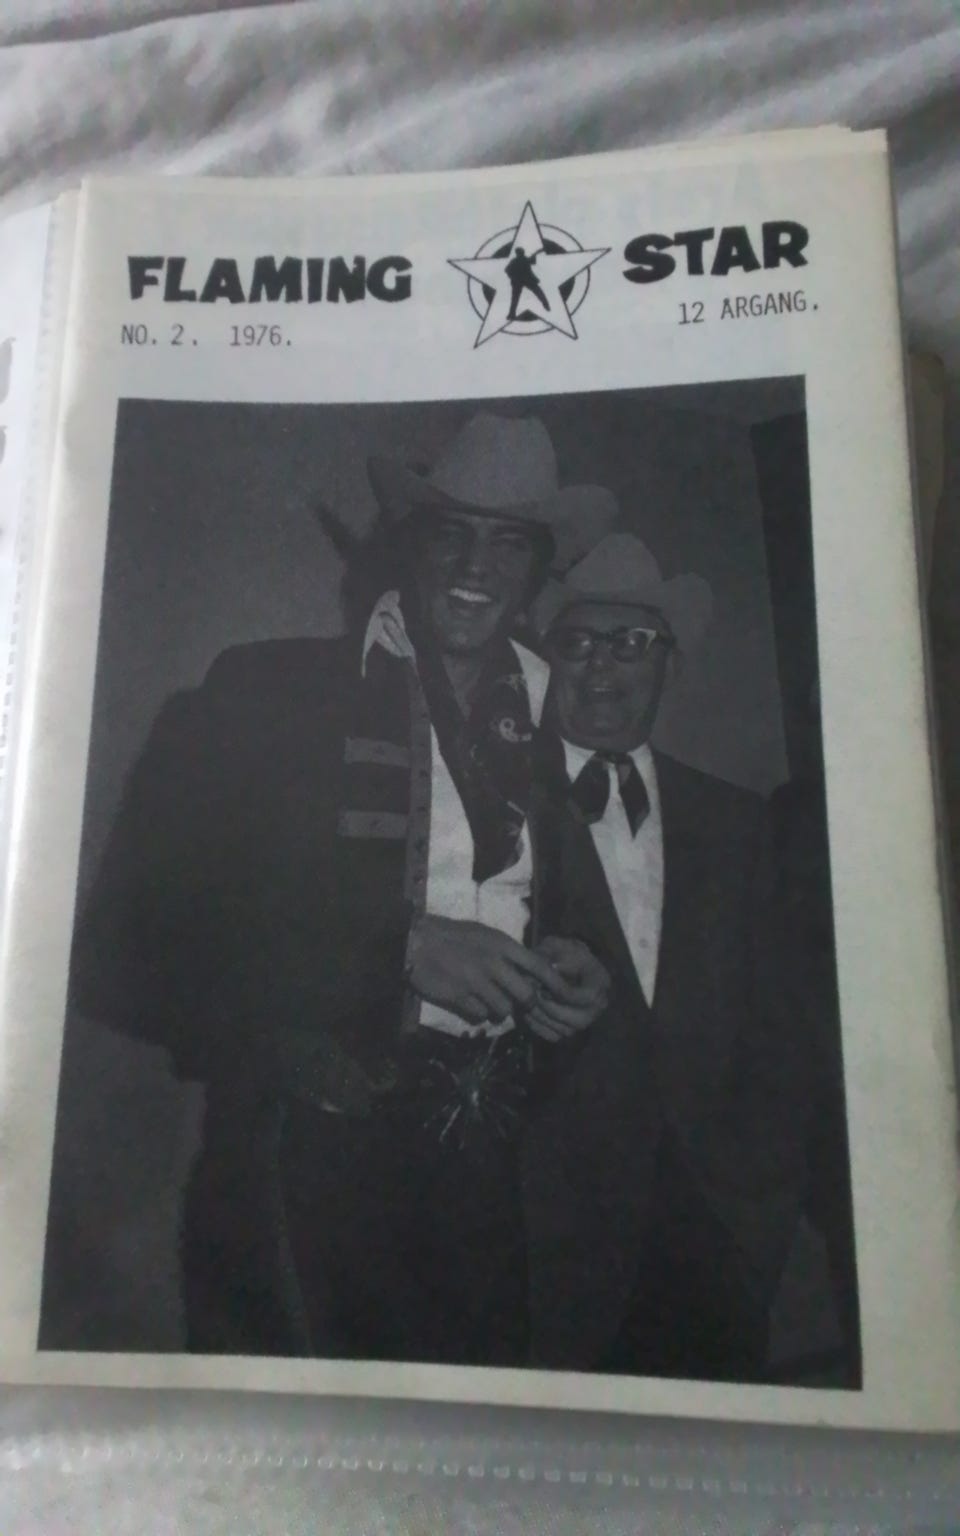 FLAMING STAR
NO. 2. 1976. 12 ARGANG.